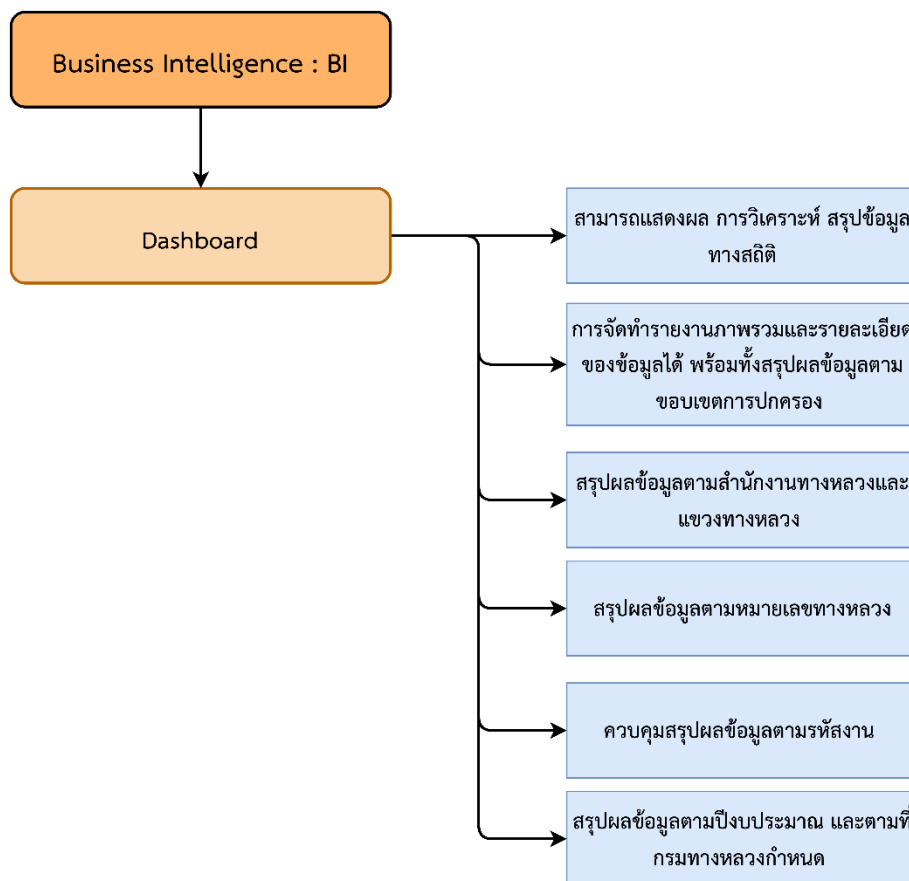 Business Intelligence : BI
Dashboard
สามารถแสดงผล การวิเคราะห์ สรุปข้อมูล
ทางสถิติ
การจัดทำรายงานภาพรวมและรายละเอียด
ของข้อมูลได้ พร้อมทั้งสรุปผลข้อมูลตาม
ขอบเขตการปกครอง
สรุปผลข้อมูลตามสำนักงานทางหลวงและ
แขวงทางหลวง
สรุปผลข้อมูลตามหมายเลขทางหลวง
ควบคุมสรุปผลข้อมูลตามรหัสงาน
สรุปผลข้อมูลตามปีงบประมาณ และตามที่
กรมทางหลวงกำหนด